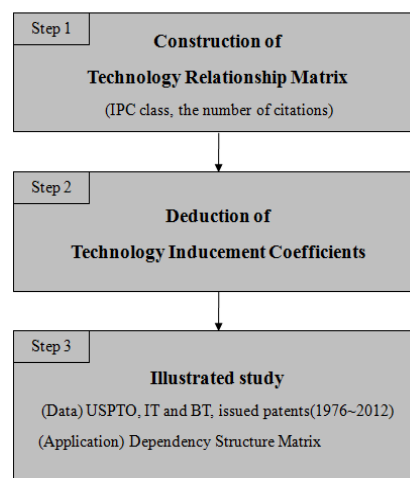 Step 1
Construction of
Technology Relationship Matrix
(IPC class, the number of citations)
Step 2
Deduction of
Technology Inducement Coefficients
Step 3
Illustrated study
(Data) USPTO, IT and BT, issued patents(1976~2012)
(Application) Dependency Structure Matrix